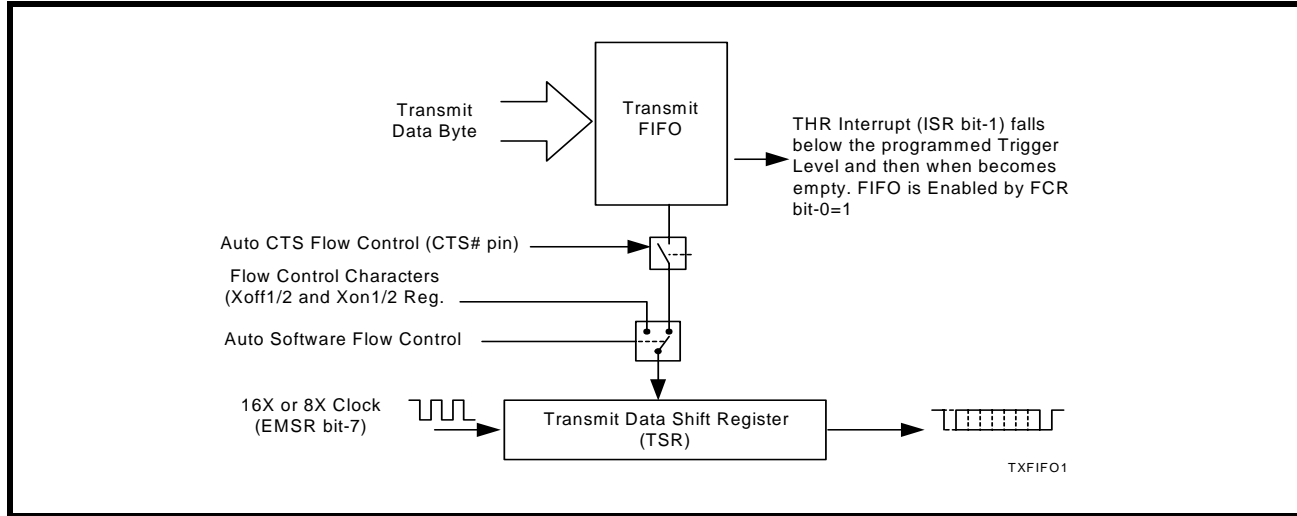 Transmit
Data Byte
Transmit
FIFO
THR Interrupt (ISR bit-1) falls
below the programmed Trigger
Level and then when becomes
empty. FIFO is Enabled by FCR
bit-0=1
Auto CTS Flow Control (CTS# pin)
Flow Control Characters
(Xoff1/2 and Xon1/2 Reg.
Auto Software Flow Control
16X or 8X Clock
(EMSR bit-7)
Transmit Data Shift Register
(TSR)
TXFIFO1